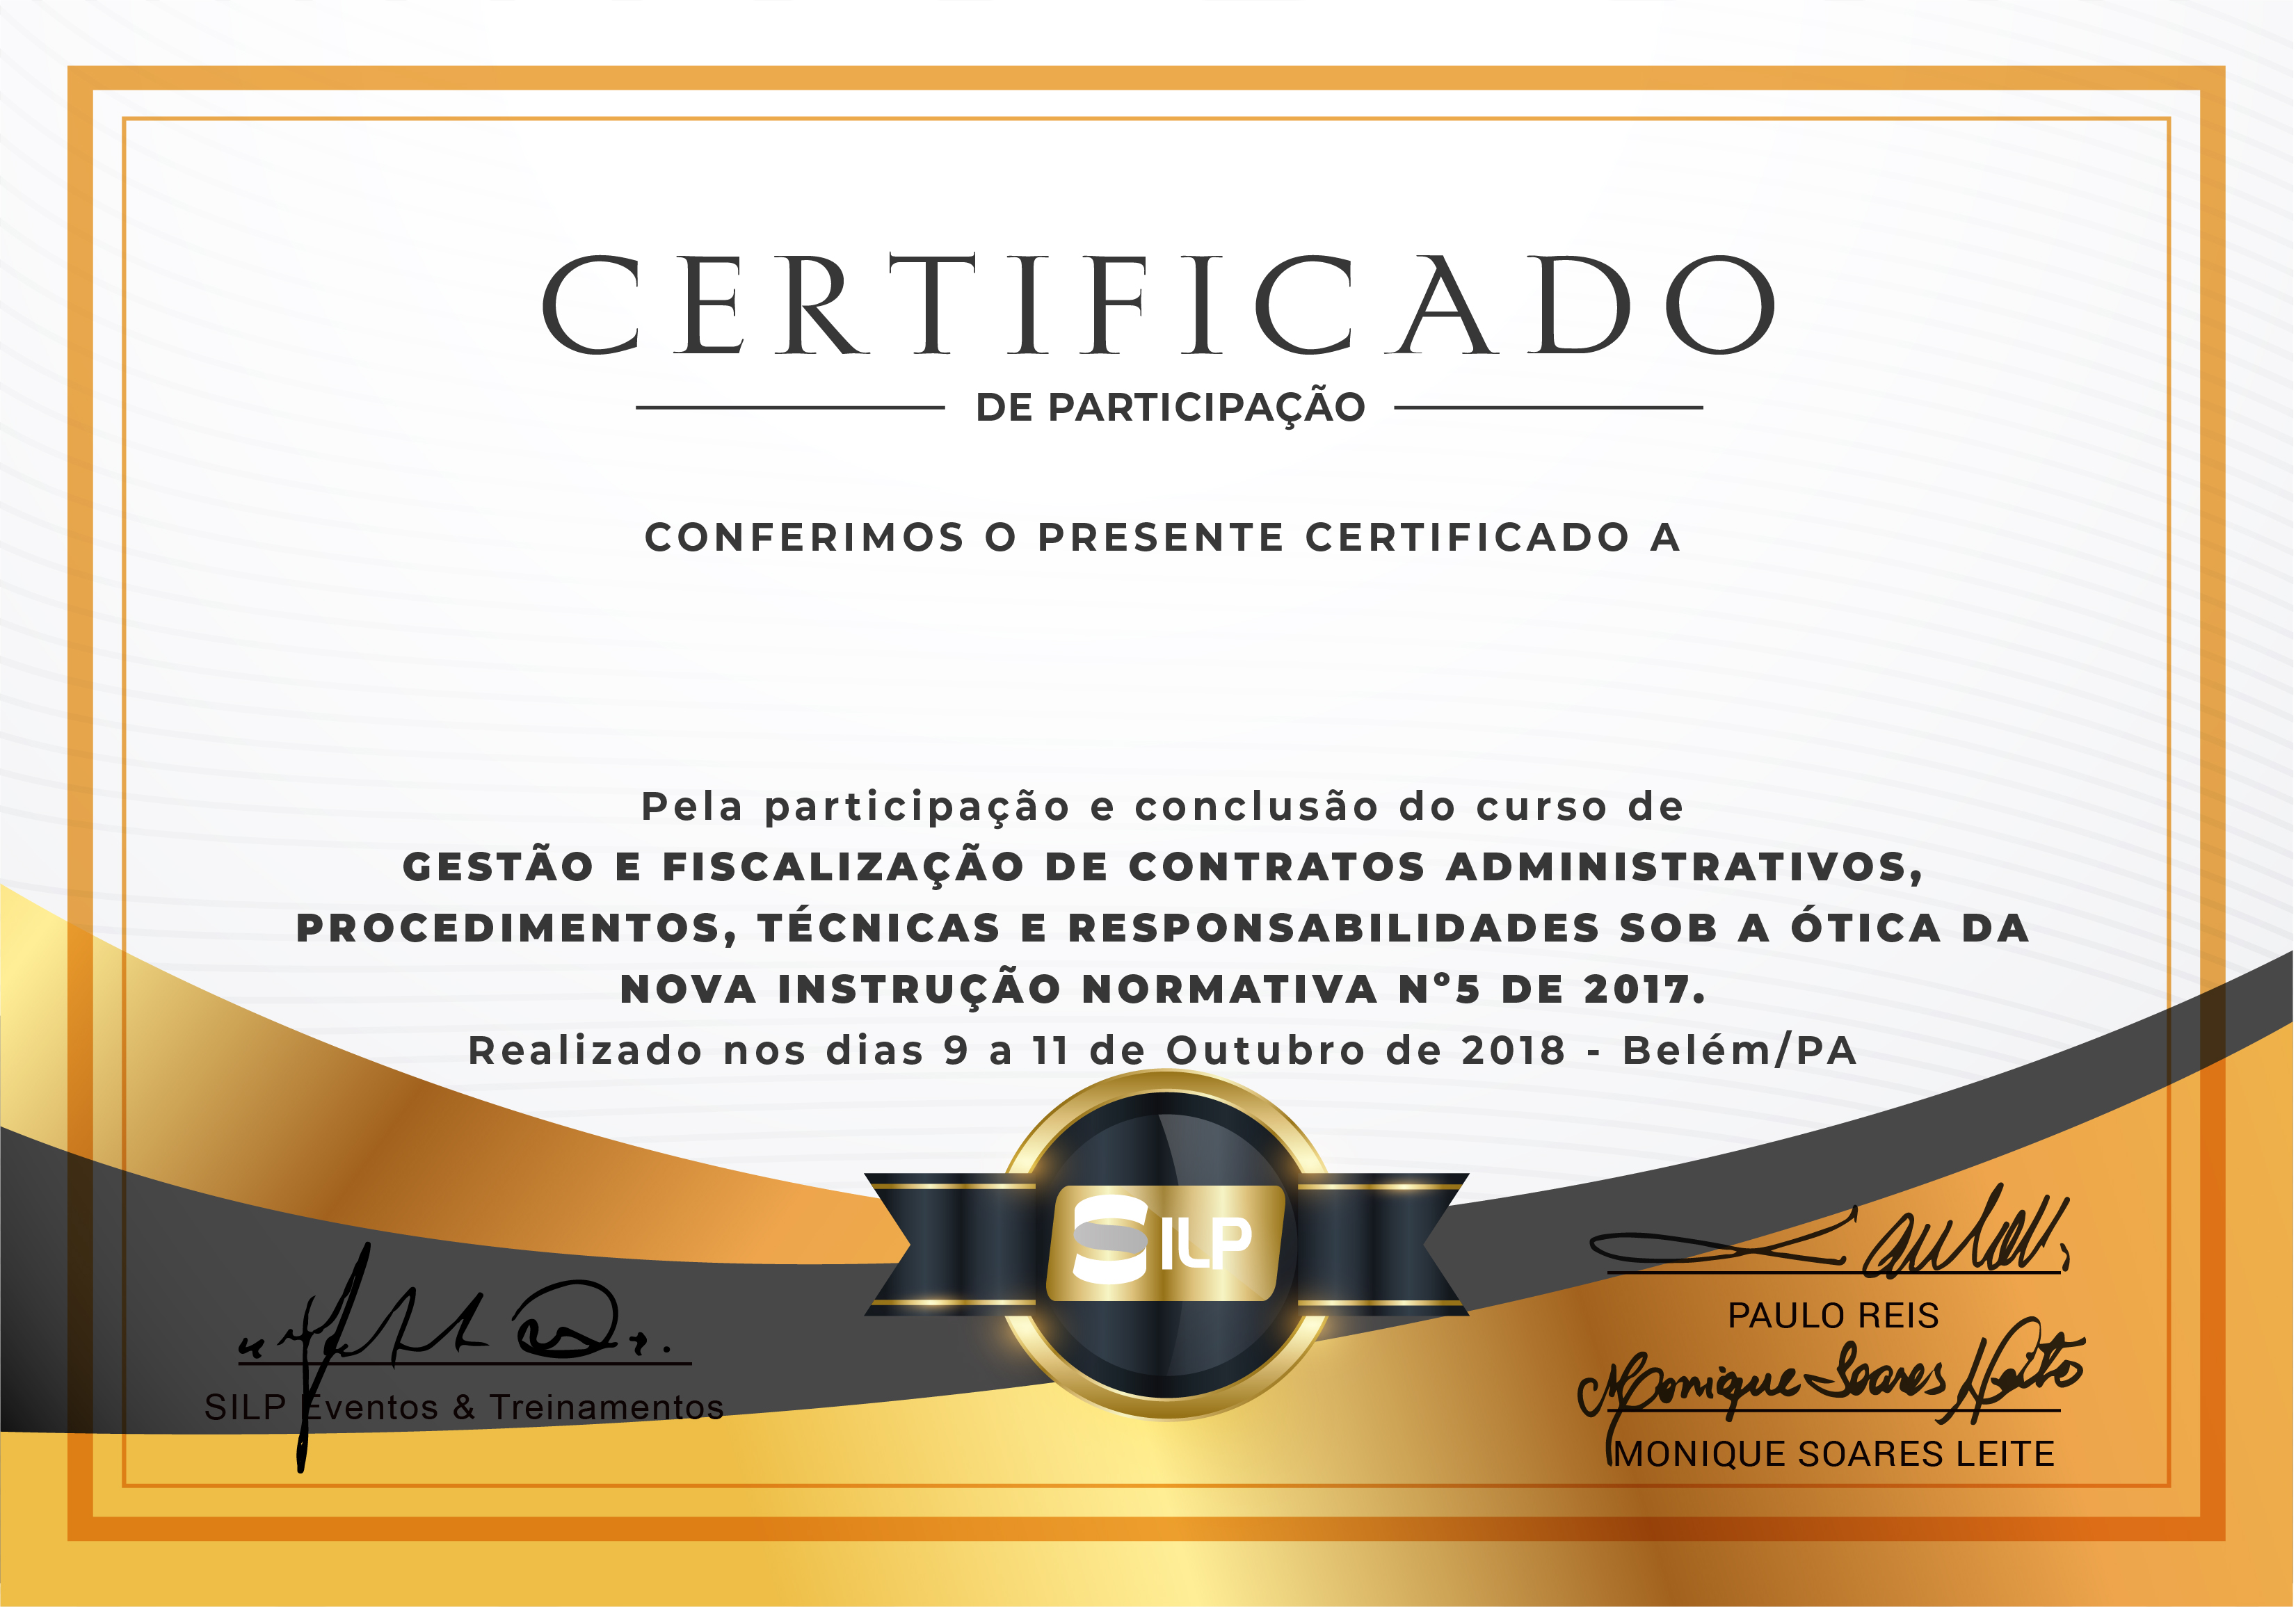 CERTIFICADO
DE PARTICIPAÇÃO
CONFERIMOS O PRESENTE CERTIFICADO A
Pela participação e conclusão do curso de
GESTÃO E FISCALIZAÇÃO DE CONTRATOS ADMINISTRATIVOS,
PROCEDIMENTOS, TÉCNICAS E RESPONSABILIDADES SOB A ÓTICA DA
NOVA INSTRUÇÃO NORMATIVA Nº5 DE 2017.
Realizado nos dias 9 a 11 de Outubro de 2018 - Belém/PA
SILP
SILP Eventos & Treinamentos
PAULO REIS
Monique Soares Leite
MONIQUE SOARES LEITE